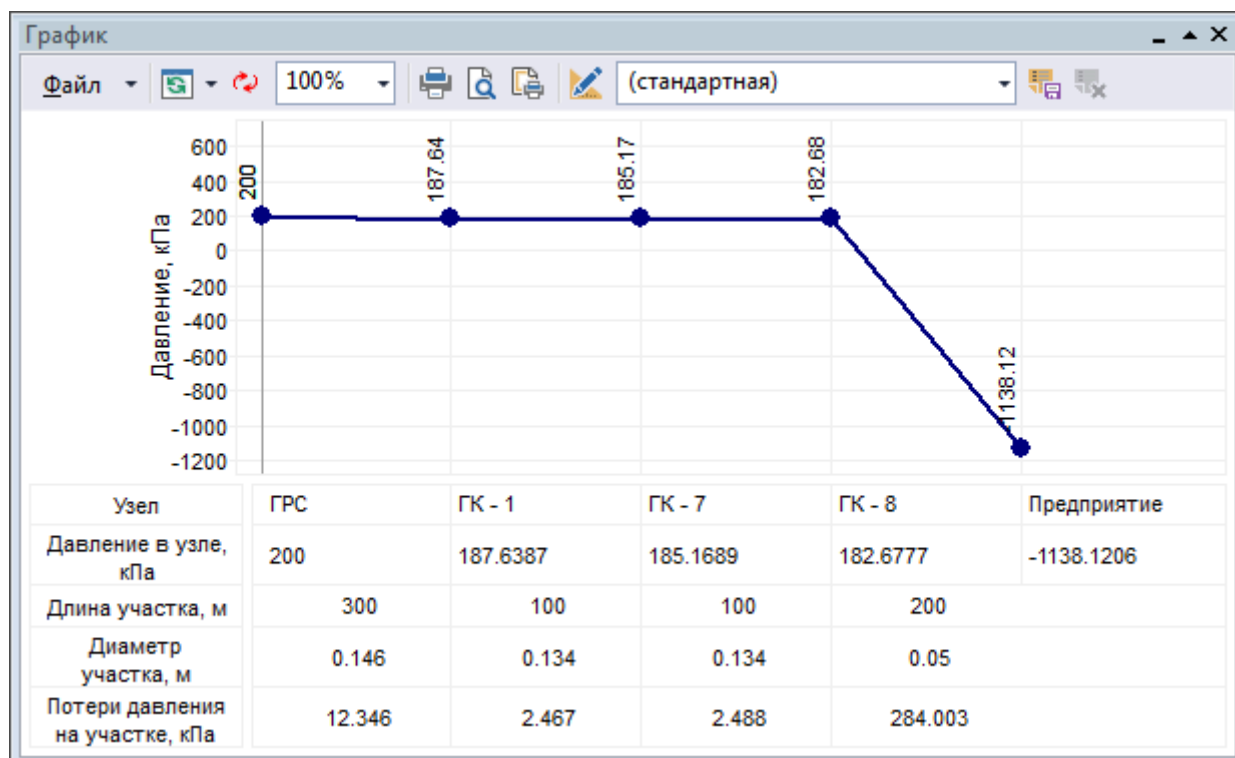 График
Файл 100% (стандартная)
Давление, кПа
600
400
200
0
-200
-400
-600
-800
-1000
-1200
200
187.64
185.17
182.68
-1138.12
Узел ГРС ГК - 1 ГК - 7 ГК - 8 Предприятие
Давление в узле,
кПа
200 187.6387 185.1689 182.6777 -1138.1206
Длина участка, м 300 100 100 200
Диаметр
участка, м
0.146 0.134 0.134 0.05
Потери давления
на участке, кПа
12.346 2.467 2.488 284.003